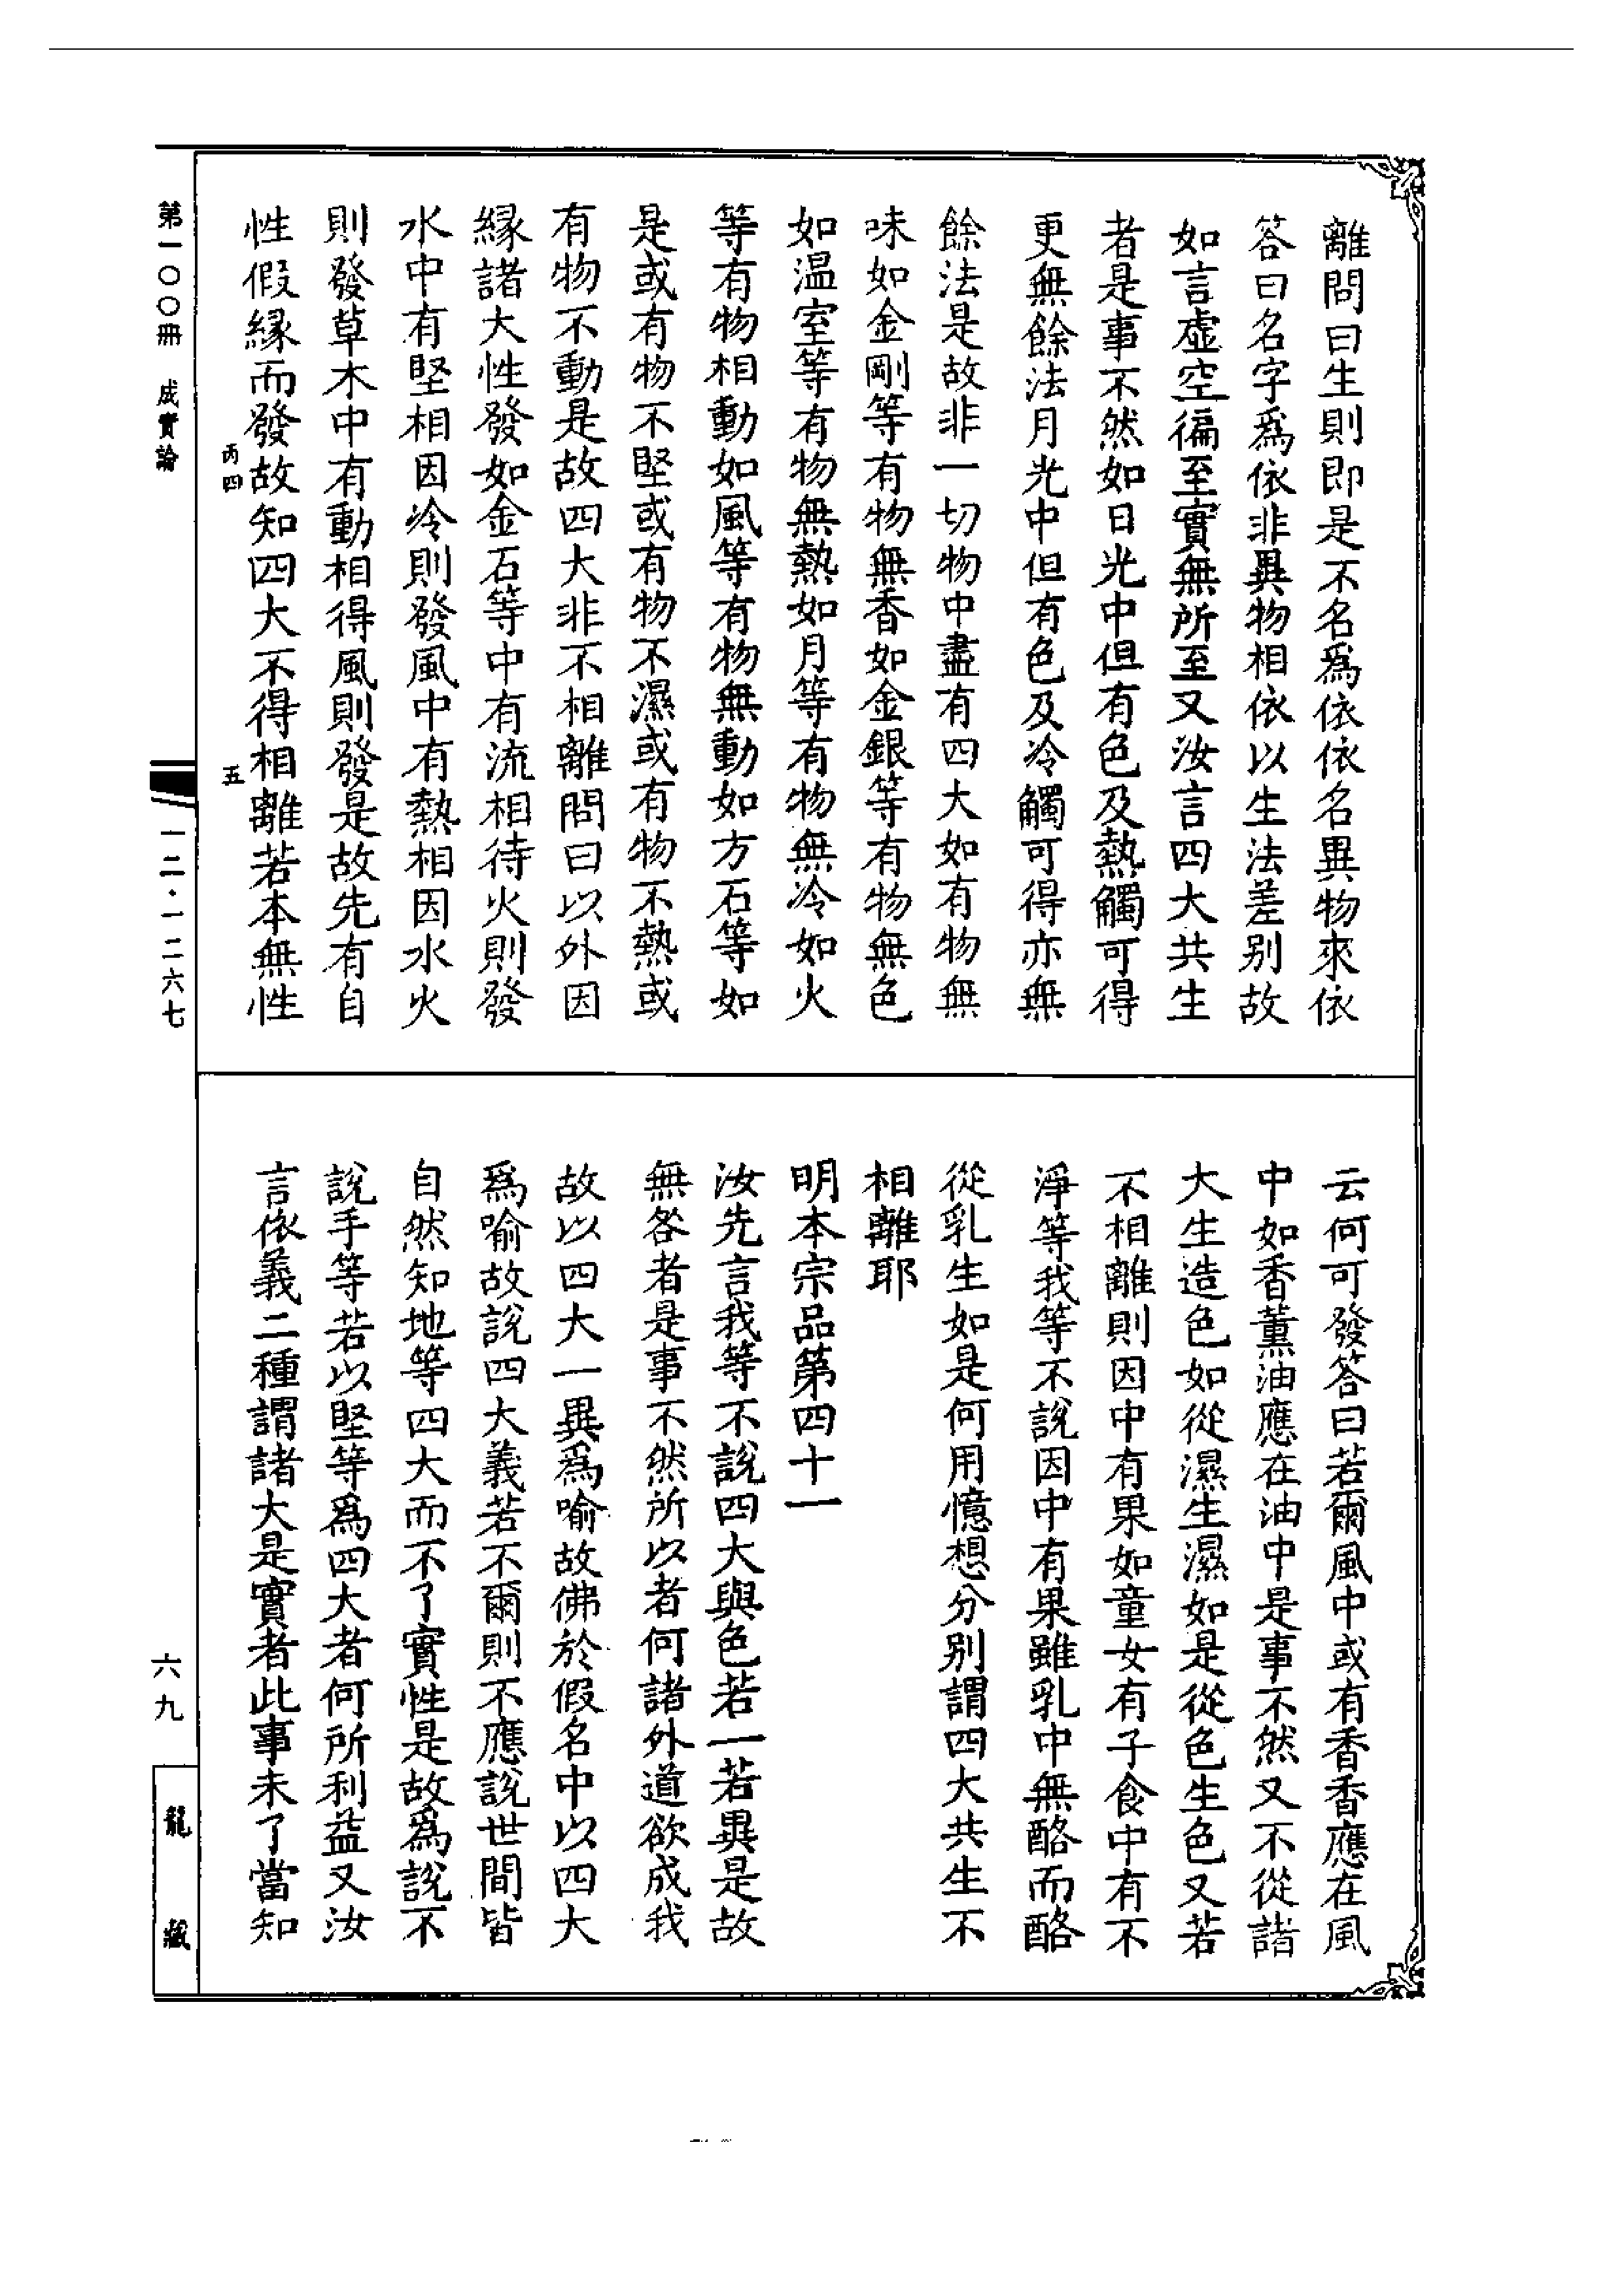 離問曰生則即是不名爲依依名異物來依
答曰名字爲依非異物相依以生法差别故
如言虛空徧至實無所至又汝言四大共生
者是事不然如日光中但有色及熱觸可得
更無餘法月光中但有色及冷觸可得亦無
餘法是故非一切物中盡有四大如有物無
味如金剛等有物無香如金銀等有物無色
如温室等有物無熱如月等有物無冷如火
等有物相動如風等有物無動如方石等如
是或有物不堅或有物不濕或有物不熱或
有物不動是故四大非不相離問曰以外因
緣諸大性發如金石等中有流相待火則發
水中有堅相因冷則發風中有熱相因水火
則發草木中有動相得風則發是故先有自
性假緣而發故知四大不得相離若本無性
丙四
五
云何可發答曰若爾風中或有香香應在風
中如香薰油應在油中是事不然又不從諸
大生造色如從濕生濕如是從色生色又若
不相離則因中有果如童女有子食中有不
淨等我等不說因中有果雖乳中無酪而酪
從乳生如是何用憶想分别謂四大共生不
相離耶
明本宗品第四十一
汝先言我等不說四大與色若一若異是故
無咎者是事不然所以者何諸外道欲成我
故以四大一異爲喻故佛於假名中以四大
爲喻故說四大義若不爾則不應說世間皆
自然知地等四大而不了實性是故爲說不
說手等若以堅等爲四大者何所利益又汝
言依義二種謂諸大是實者此事未了當知
第一〇〇冊　成實論
一二·一二六七
六九
龍藏